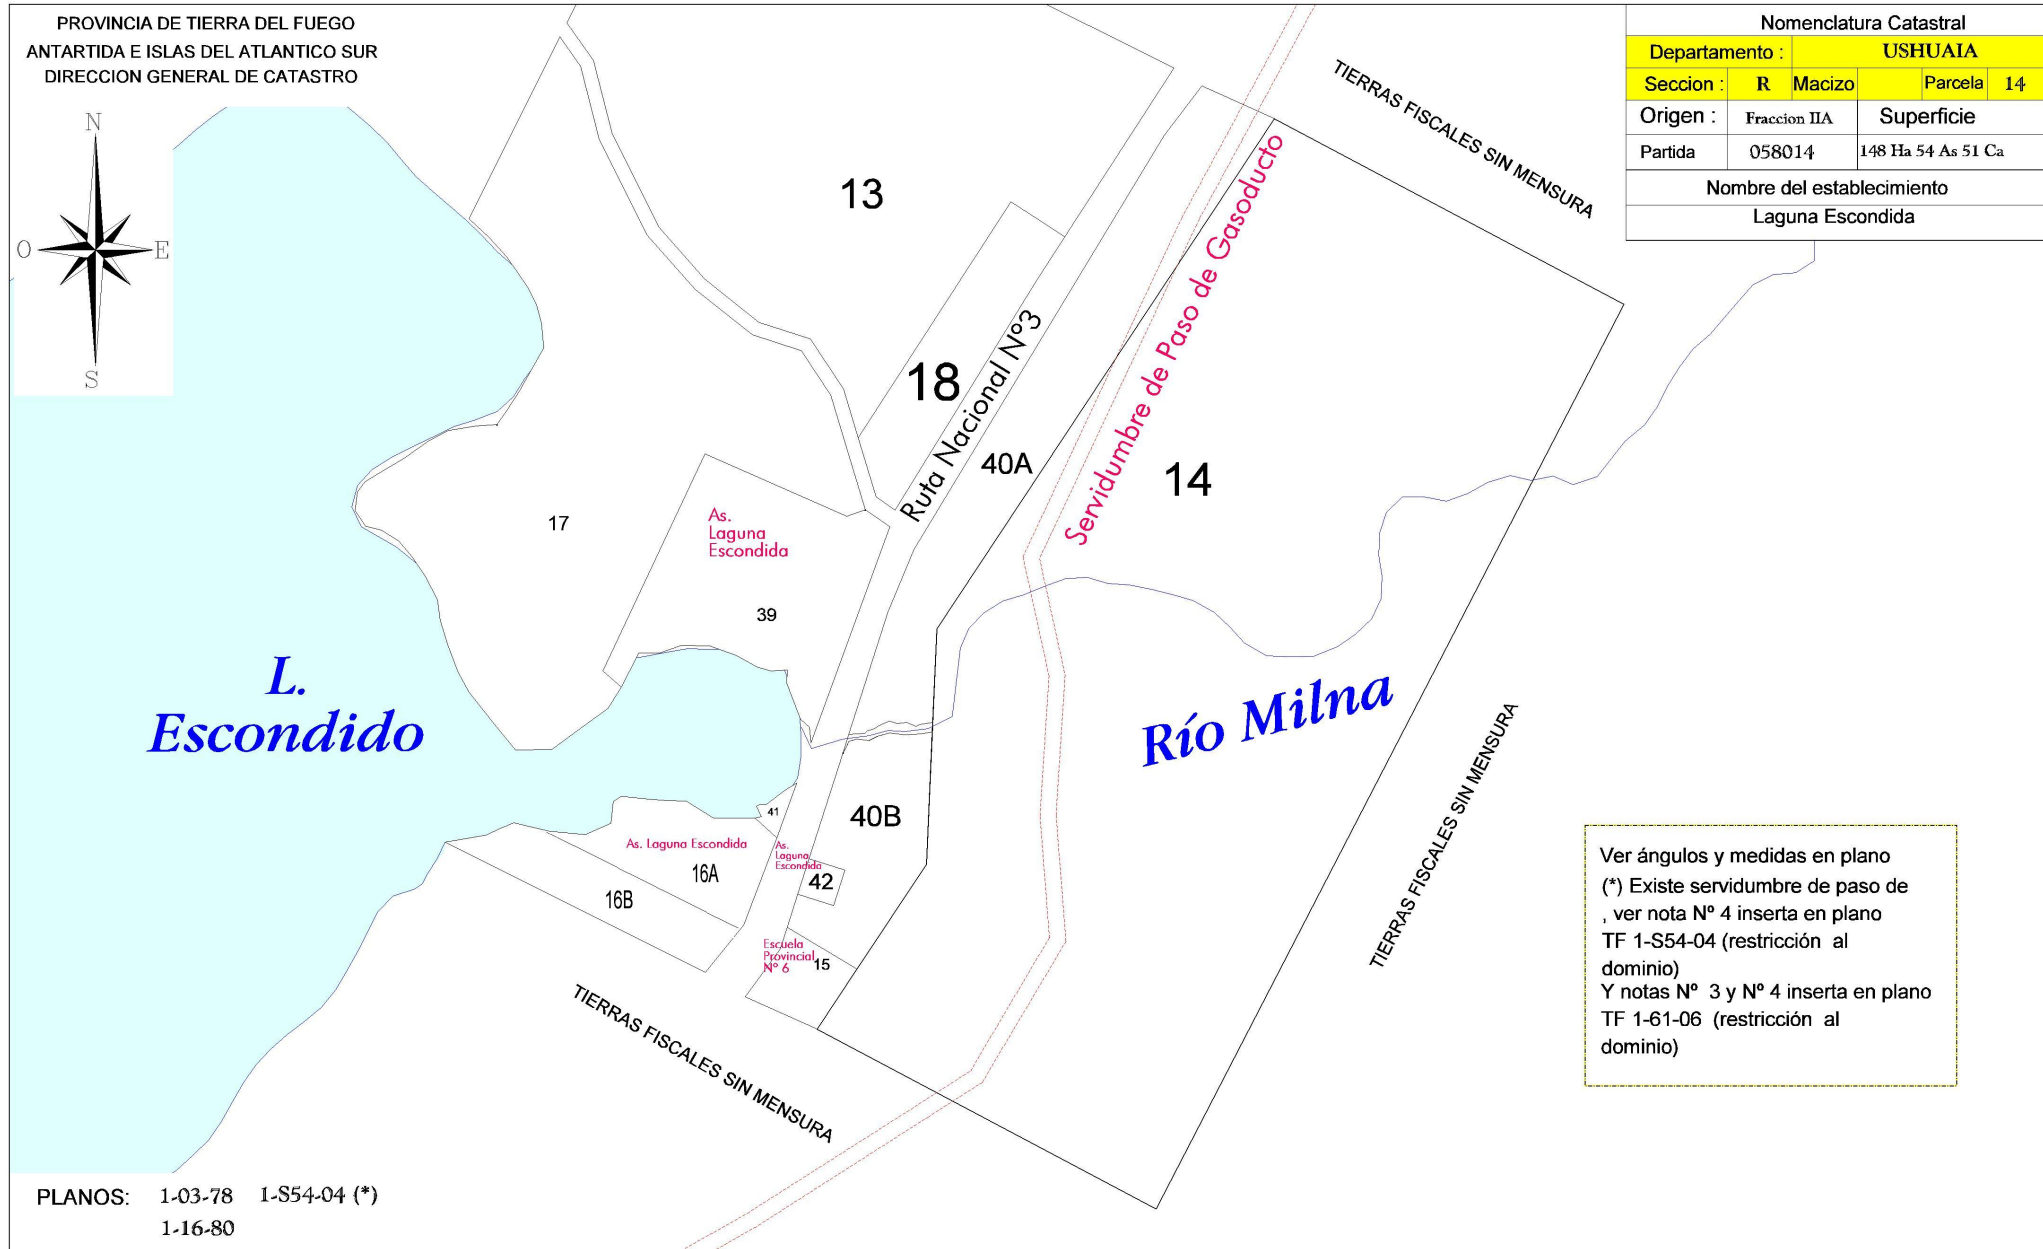 PROVINCIA DE TIERRA DEL FUEGO
ANTARTIDA E ISLAS DEL ATLANTICO SUR
DIRECCION GENERAL DE CATASTRO
N
O
E
S
Nomenclatura Catastral
Departamento : USHUAIA
Seccion : R Macizo Parcela 14
Origen : Fraccion IIA Superficie
Partida 058014 148 Ha 54 As 51 Ca
Nombre del establecimiento
Laguna Escondida
TIERRAS FISCALES SIN MENSURA
13
Servidumbre de Paso de Gasoducto
18
Ruta Nacional Nº3
40A
14
17
As.
Laguna
Escondida
39
L.
Escondido
Río Milna
TIERRAS FISCALES SIN MENSURA
41
40B
As. Laguna Escondida
16A
As.
Laguna
Escondida
42
16B
Escuela
Provincial
Nº 6
15
TIERRAS FISCALES SIN MENSURA
Ver ángulos y medidas en plano
(*) Existe servidumbre de paso de
, ver nota Nº 4 inserta en plano
TF 1-S54-04 (restricción al
dominio)
Y notas Nº 3 y Nº 4 inserta en plano
TF 1-61-06 (restricción al
dominio)
PLANOS: 1-03-78 1-S54-04 (*)
1-16-80